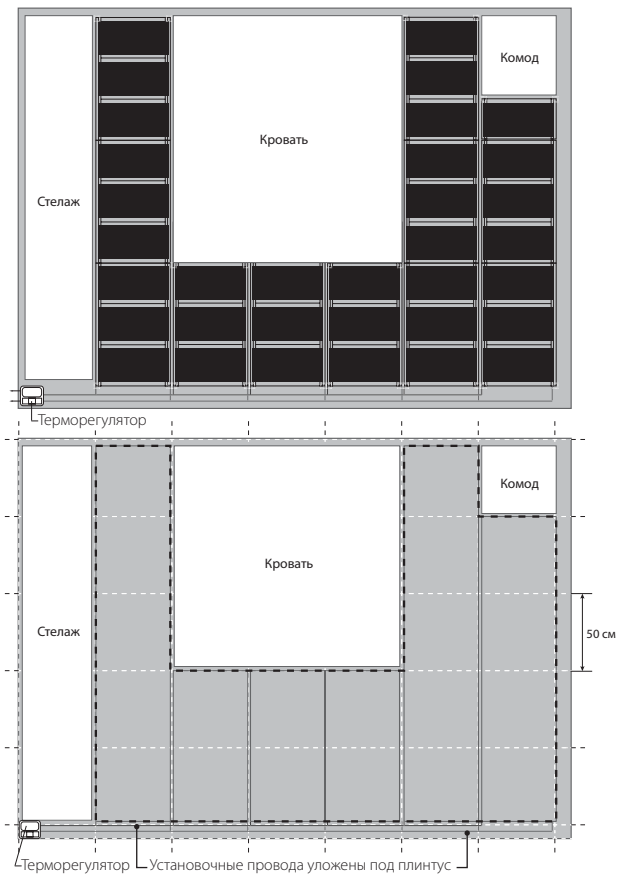 Комод
Кровать
Стелаж
Терморегулятор
Комод
Кровать
Стелаж
50 см
Терморегулятор
Установочные провода уложены под плинтус